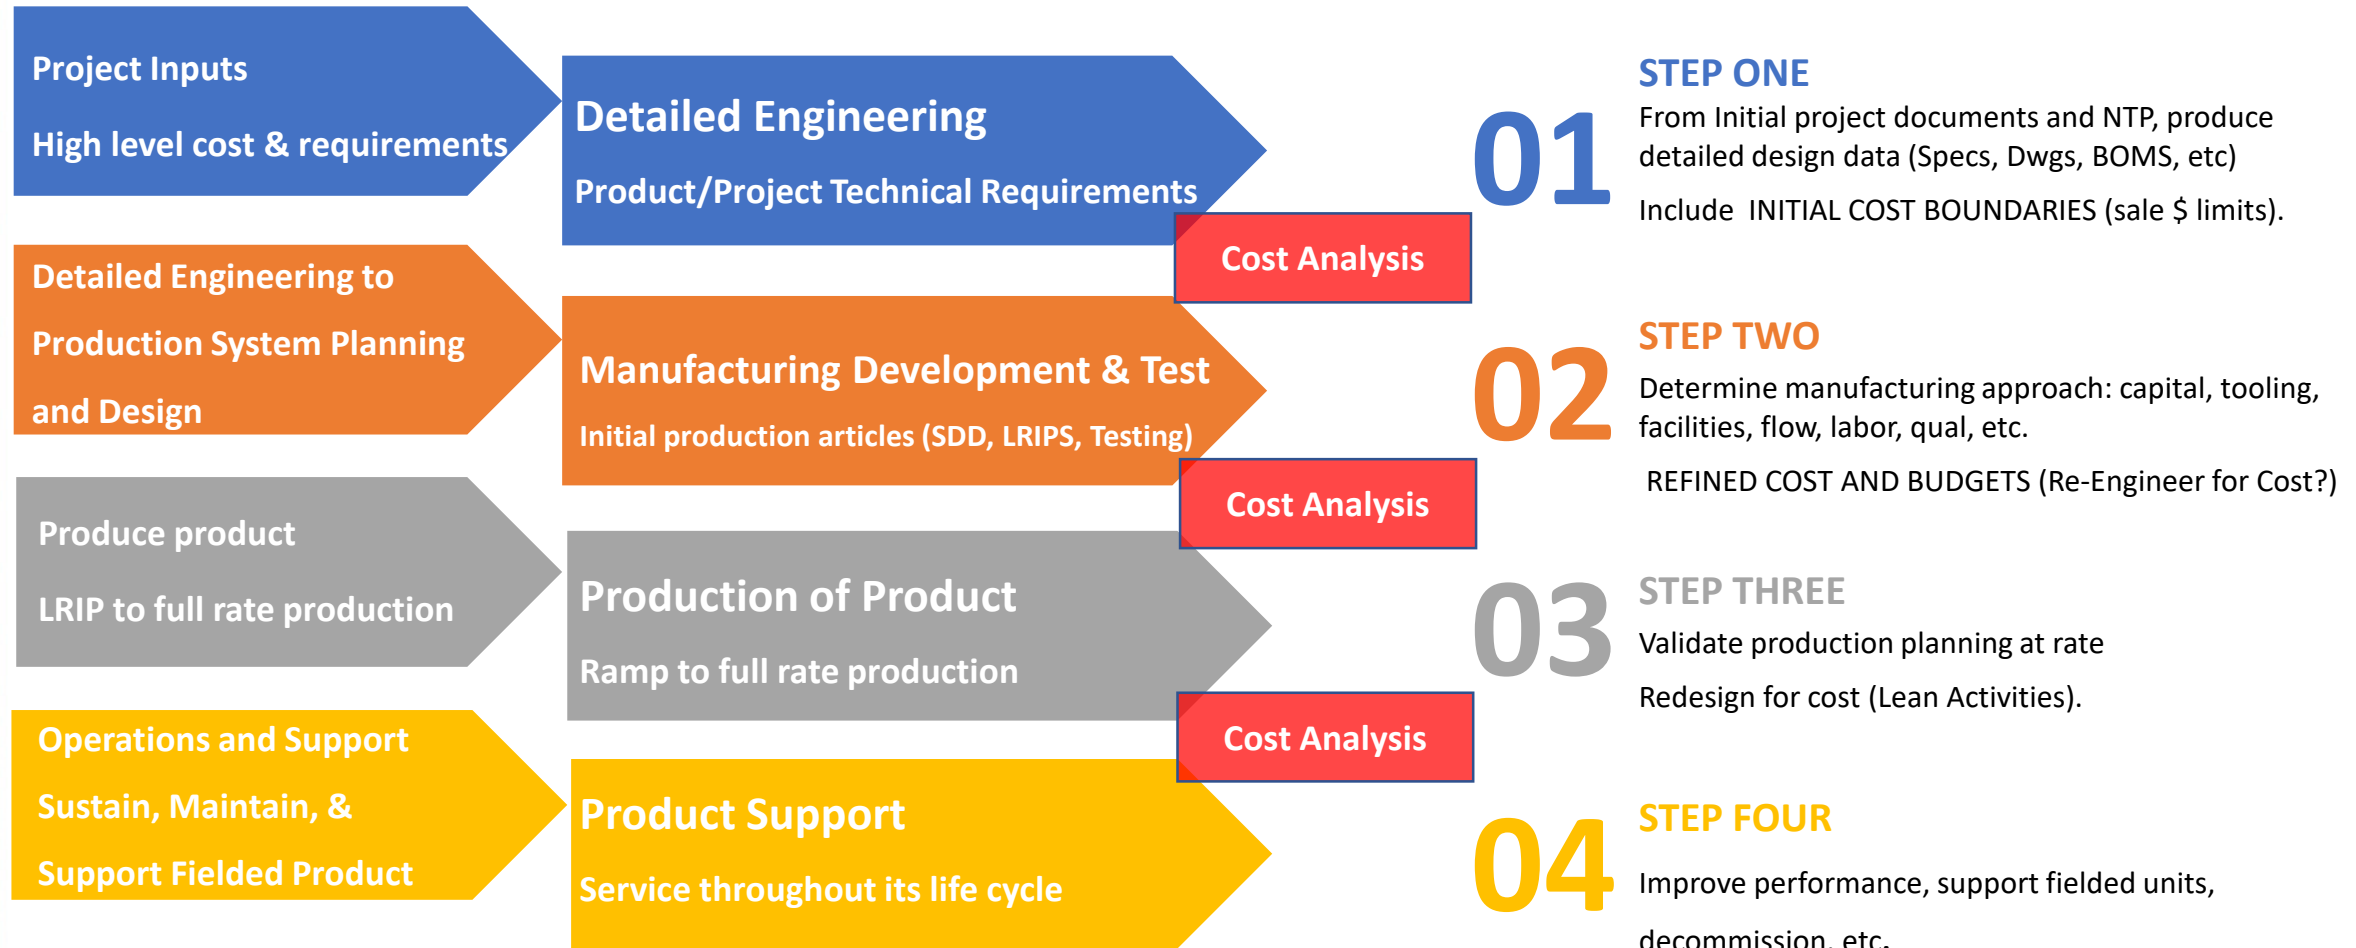 Project Inputs
High level cost & requirements
Detailed Engineering
Product/Project Technical Requirements
Cost Analysis
01
STEP ONE
From Initial project documents and NTP, produce
detailed design data (Specs, Dwgs, BOMS, etc)
Include  INITIAL COST BOUNDARIES (sale $ limits).
Detailed Engineering to
Production System Planning
and Design
Manufacturing Development & Test
Initial production articles (SDD, LRIPS, Testing)
Cost Analysis
02
STEP TWO
Determine manufacturing approach: capital, tooling,
facilities, flow, labor, qual, etc.
REFINED COST AND BUDGETS (Re-Engineer for Cost?)
Produce product
LRIP to full rate production
Production of Product
Ramp to full rate production
Cost Analysis
03
STEP THREE
Validate production planning at rate
Redesign for cost (Lean Activities).
Operations and Support
Sustain, Maintain, &
Support Fielded Product
Product Support
Service throughout its life cycle
04
STEP FOUR
Improve performance, support fielded units,
decommission, etc.